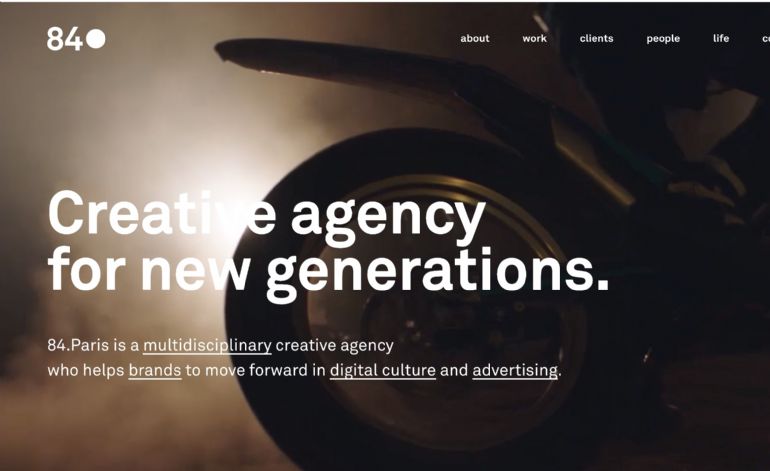 84
about
work
clients
people
life
Creative agency
for new generations.
84.Paris is a multidisciplinary creative agency
who helps brands to move forward in digital culture and advertising.